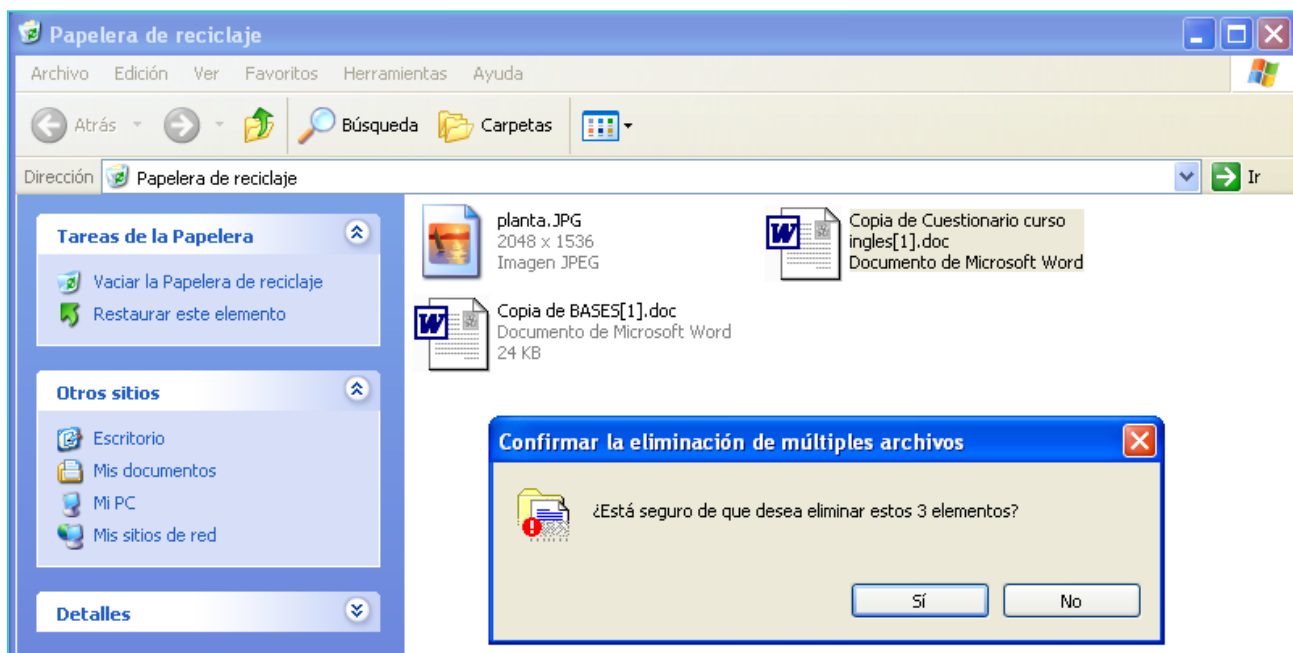 Papelera de reciclaje
Archivo Edición Ver Favoritos Herramientas Ayuda
Atrás Búsqueda Carpetas
Dirección Papelera de reciclaje Ir
Tareas de la Papelera
Vaciar la Papelera de reciclaje
Restaurar este elemento
Otros sitios
Escritorio
Mis documentos
Mi PC
Mis sitios de red
Detalles
planta.JPG
2048 x 1536
Imagen JPEG
Copia de Cuestionario curso
ingles[1].doc
Documento de Microsoft Word
Copia de BASES[1].doc
Documento de Microsoft Word
24 KB
Confirmar la eliminación de múltiples archivos
¿Está seguro de que desea eliminar estos 3 elementos?
Sí No